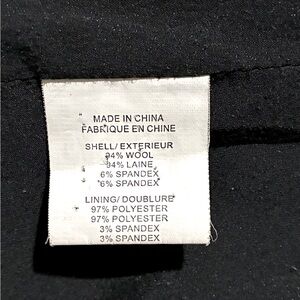 MADE IN CHINA
FABRIQUE EN CHINE
SHELL/EXTERIEUR
94% WOOL
94% LAINE
6% SPANDEX
6% SPANDEX
LINING/DOUBLURE
97% POLYESTER
97% POLYESTER
3% SPANDEX
3% SPANDEX